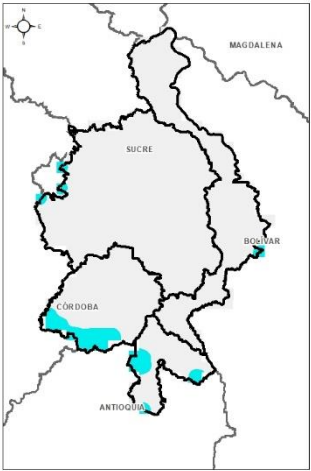 N
W E
S
MAGDALENA
SUCRE
BOLÍVAR
CÓRDOBA
ANTIOQUIA